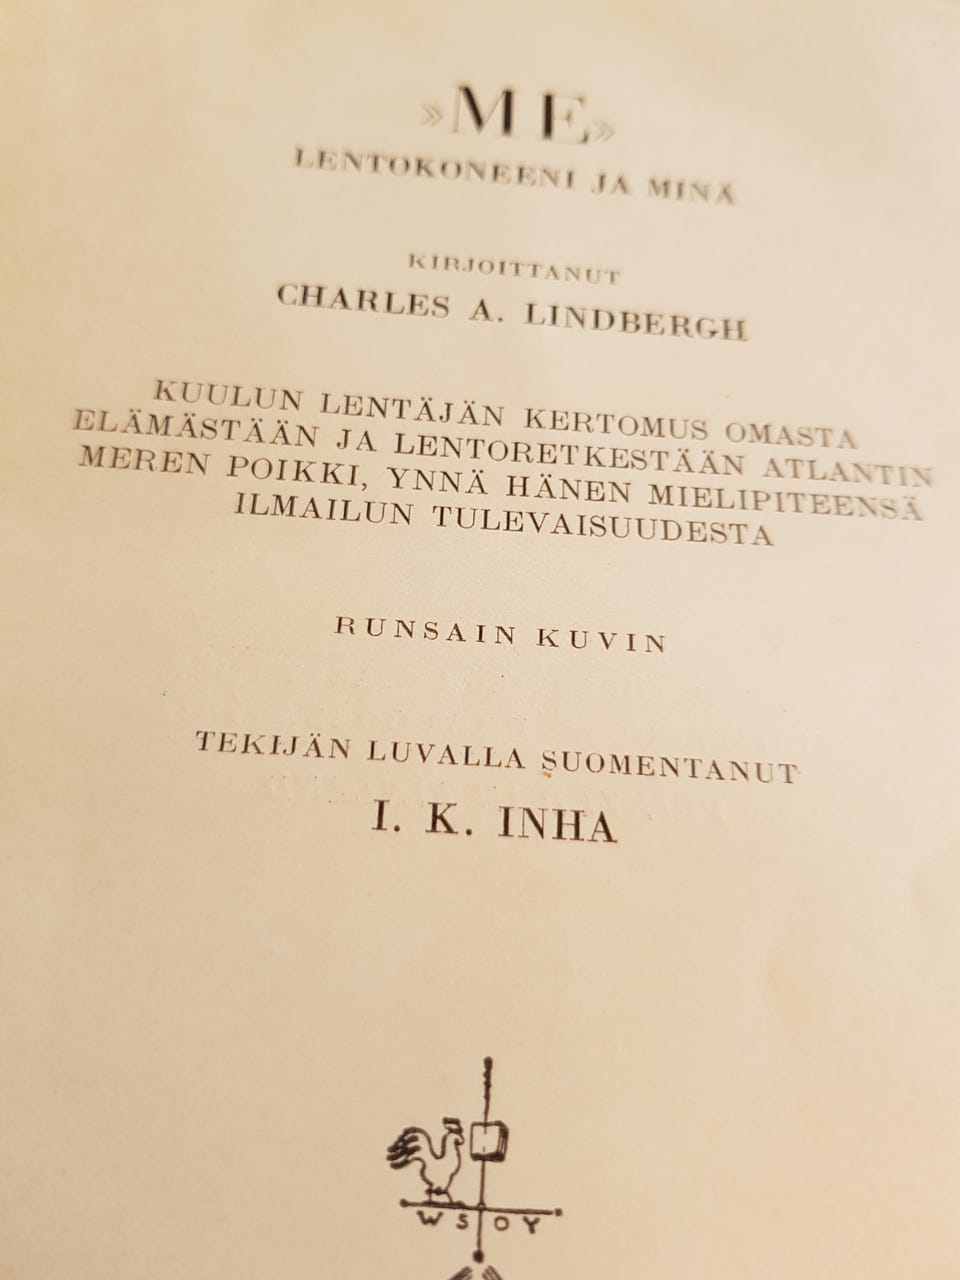 »ME»
LENTOKONEENI JA MINÄ
KIRJOITTANUT
CHARLES A. LINDBERGH
KUULUN LENTÄJÄN KERTOMUS OMASTA
ELÄMÄSTÄÄN JA LENTORETKESTÄÄN ATLANTIN
MEREN POIKKI, YNNÄ HÄNEN MIELIPITEENSÄ
ILMAILUN TULEVAISUUDESTA
RUNSAIN KUVIN
TEKIJÄN LUVALLA SUOMENTANUT
I. K. INHA
WSOY